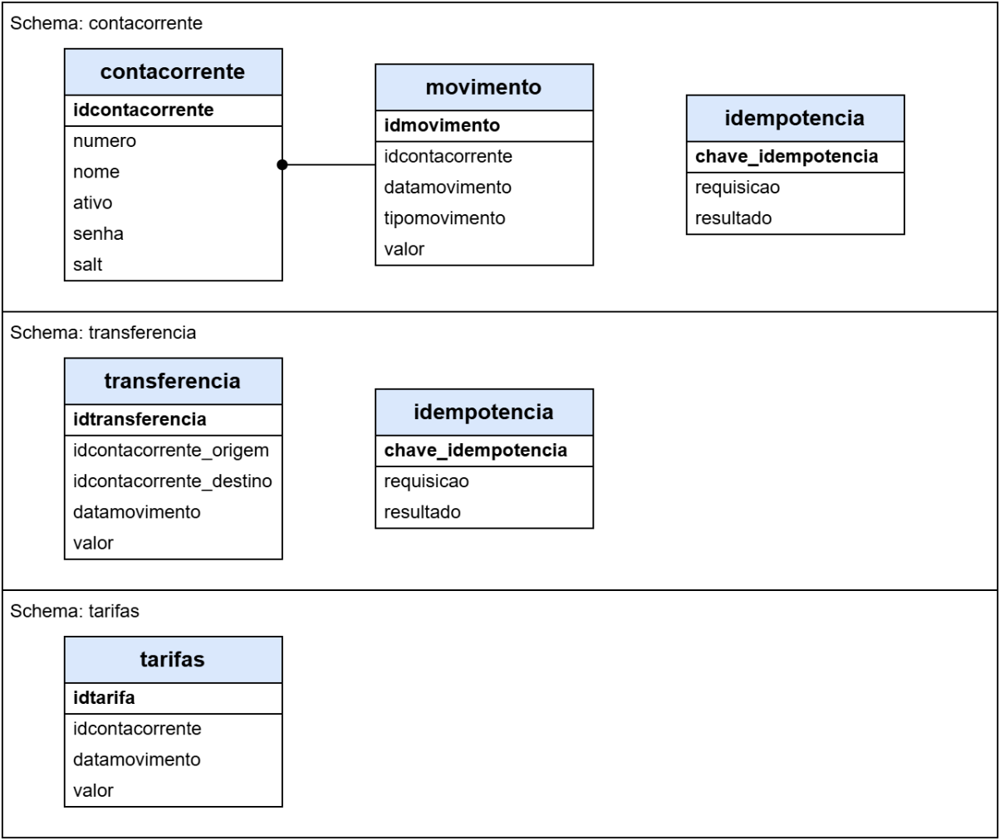 Schema: contacorrente
contacorrente
idcontacorrente
numero
nome
ativo
senha
salt
movimento
idmovimento
idcontacorrente
datamovimento
tipomovimento
valor
idempotencia
chave_idempotencia
requisicao
resultado
Schema: transferencia
transferencia
idtransferencia
idcontacorrente_origem
idcontacorrente_destino
datamovimento
valor
idempotencia
chave_idempotencia
requisicao
resultado
Schema: tarifas
tarifas
idtarifa
idcontacorrente
datamovimento
valor